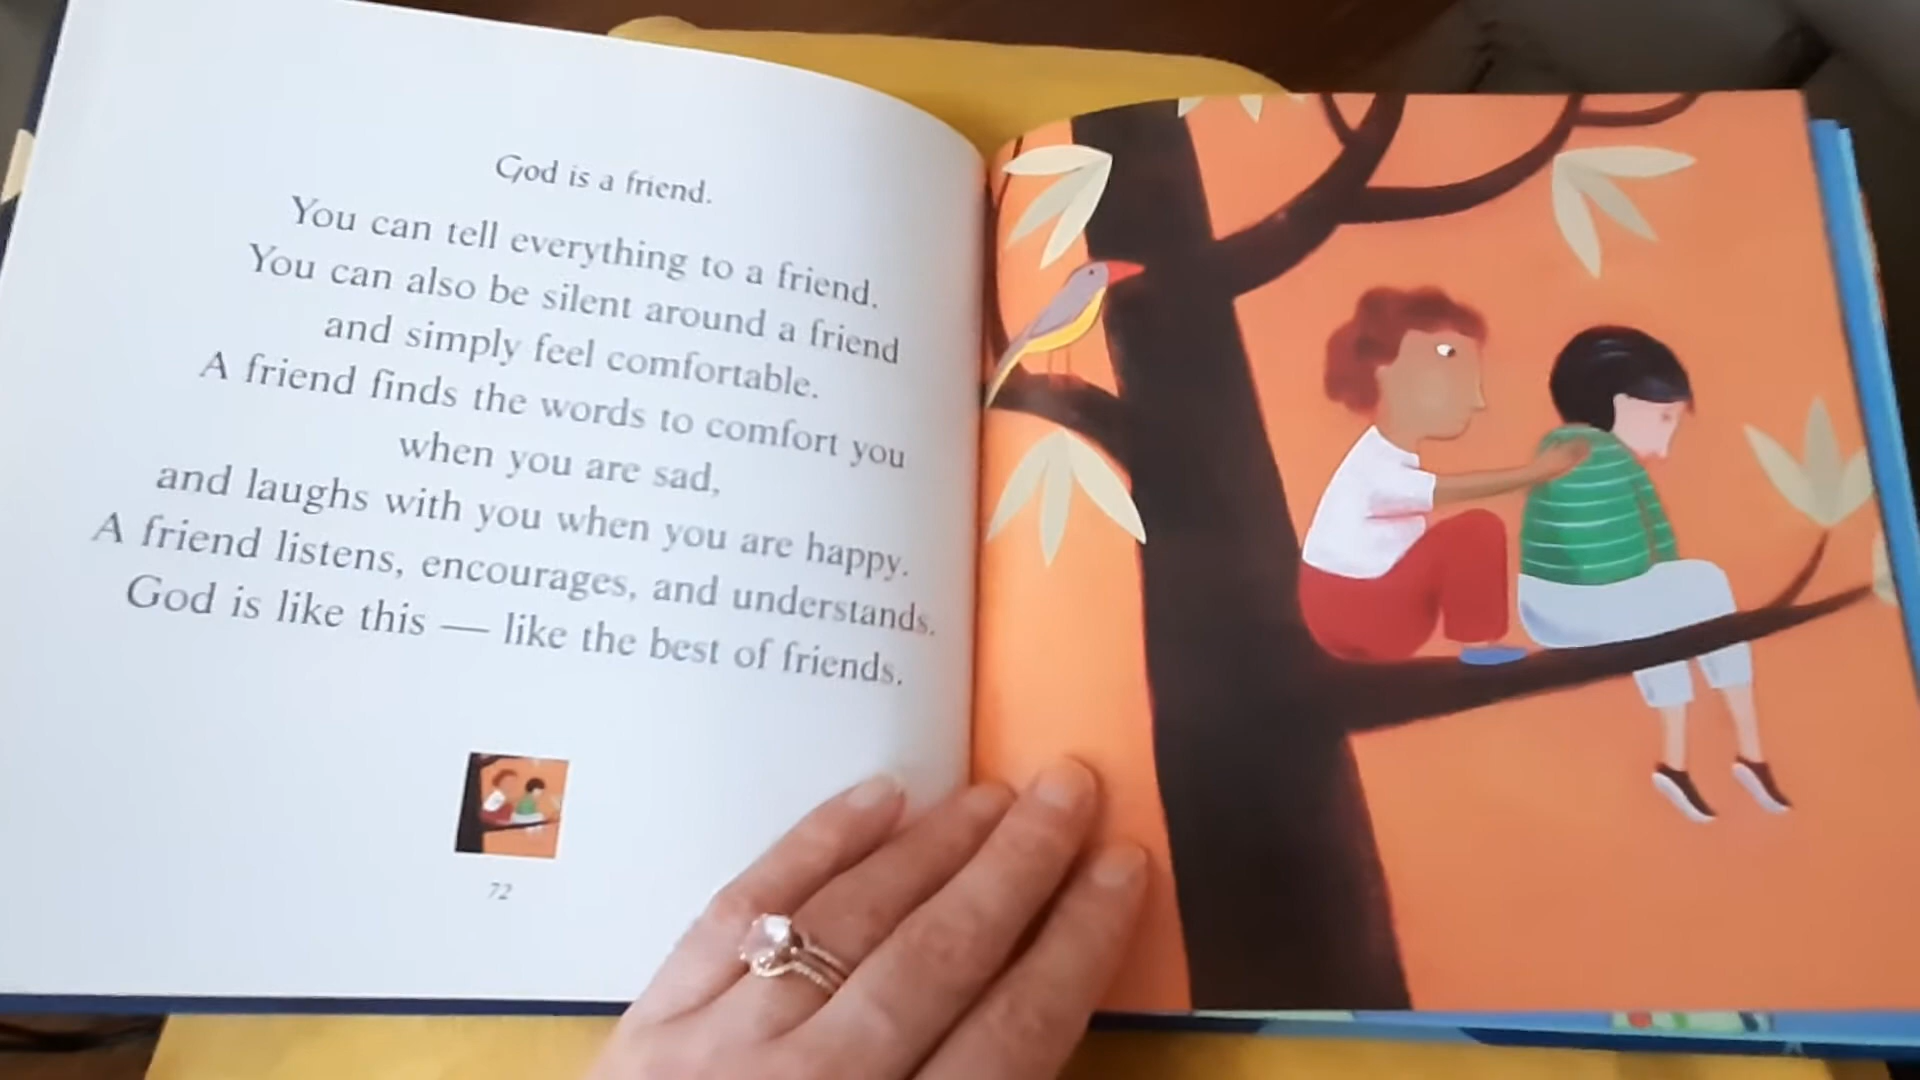 God is a friend.
You can tell everything to a friend.
You can also be silent around a friend
and simply feel comfortable.
A friend finds the words to comfort you
when you are sad,
and laughs with you when you are happy.
A friend listens, encourages, and understands.
God is like this — like the best of friends.
72